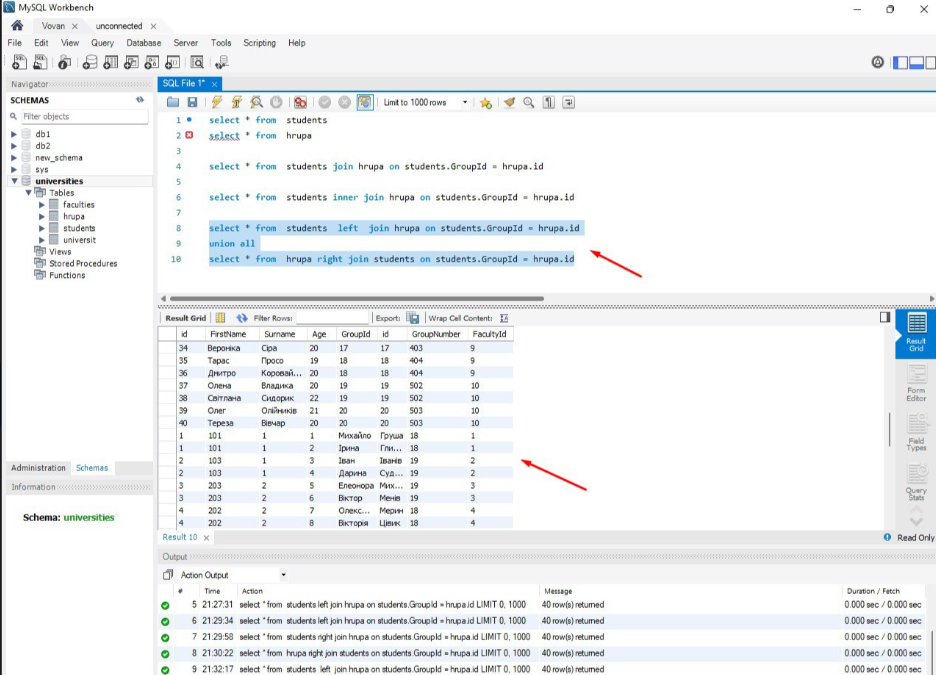 MySQL Workbench
Vovan unconnected
File Edit View Query Database Server Tools Scripting Help
Navigator
SCHEMAS
Filter objects
db1
db2
new_schema
sys
universities
Tables
faculties
hrupa
students
universit
Views
Stored Procedures
Functions
Administration Schemas
Information
Schema: universities
SQL File 1*
Limit to 1000 rows
1 select * from students
2 select * from hrupa
3
4 select * from students join hrupa on students.GroupId = hrupa.id
5
6 select * from students inner join hrupa on students.GroupId = hrupa.id
7
8 select * from students left join hrupa on students.GroupId = hrupa.id
9 union all
10 select * from hrupa right join students on students.GroupId = hrupa.id
Result Grid Filter Rows: Export: Wrap Cell Content:
id FirstName Surname Age GroupId id GroupNumber FacultyId
34 Вероніка Сіра 20 17 17 403 9
35 Тарас Просо 19 18 18 404 9
36 Дмитро Коровай... 20 18 18 404 9
37 Олена Владика 20 19 19 502 10
38 Світлана Сидорик 22 19 19 502 10
39 Олег Олійників 21 20 20 503 10
40 Тереза Вівчар 20 20 20 503 10
1 101 1 1 Михайло Груша 18 1
1 101 1 2 Ірина Гли... 18 1
2 103 1 3 Іван Іванів 19 2
2 103 1 4 Дарина Суд... 19 2
3 203 2 5 Елеонора Мих... 19 3
3 203 2 6 Віктор Менів 19 3
4 202 2 7 Олекс... Мерин 18 4
4 202 2 8 Вікторія Цівик 18 4
Result Grid
Form Editor
Field Types
Query Stats
Result 10 Read Only
Output
Action Output
# Time Action Message Duration / Fetch
5 21:27:31 select * from students left join hrupa on students.GroupId = hrupa.id LIMIT 0, 1000 40 row(s) returned 0.000 sec / 0.000 sec
6 21:29:34 select * from students left join hrupa on students.GroupId = hrupa.id LIMIT 0, 1000 40 row(s) returned 0.000 sec / 0.000 sec
7 21:29:58 select * from students right join hrupa on students.GroupId = hrupa.id LIMIT 0, 1000 40 row(s) returned 0.000 sec / 0.000 sec
8 21:30:22 select * from hrupa right join students on students.GroupId = hrupa.id LIMIT 0, 1000 40 row(s) returned 0.000 sec / 0.000 sec
9 21:32:17 select * from students left join hrupa on students.GroupId = hrupa.id LIMIT 0, 1000 40 row(s) returned 0.000 sec / 0.000 sec